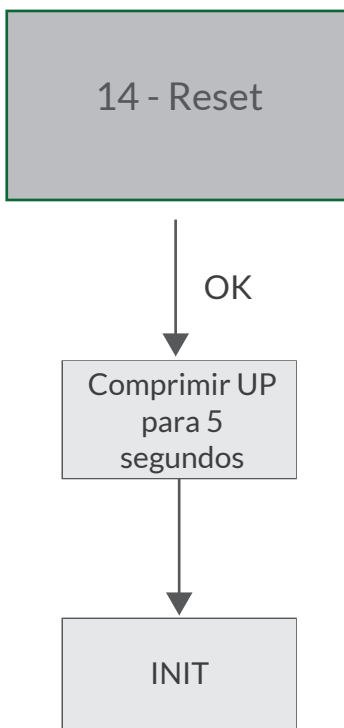 14 - Reset
OK
Comprimir UP
para 5
segundos
INIT